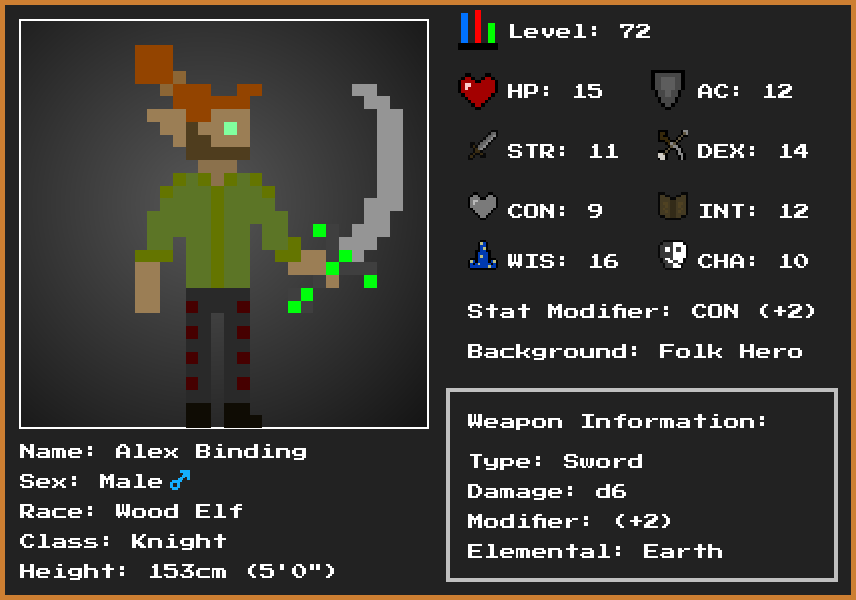 Level: 72
HP: 15 AC: 12
STR: 11 DEX: 14
CON: 9 INT: 12
WIS: 16 CHA: 10
Stat Modifier: CON (+2)
Background: Folk Hero
Weapon Information:
Type: Sword
Damage: d6
Modifier: (+2)
Elemental: Earth
Name: Alex Binding
Sex: Male ♂
Race: Wood Elf
Class: Knight
Height: 153cm (5'0")